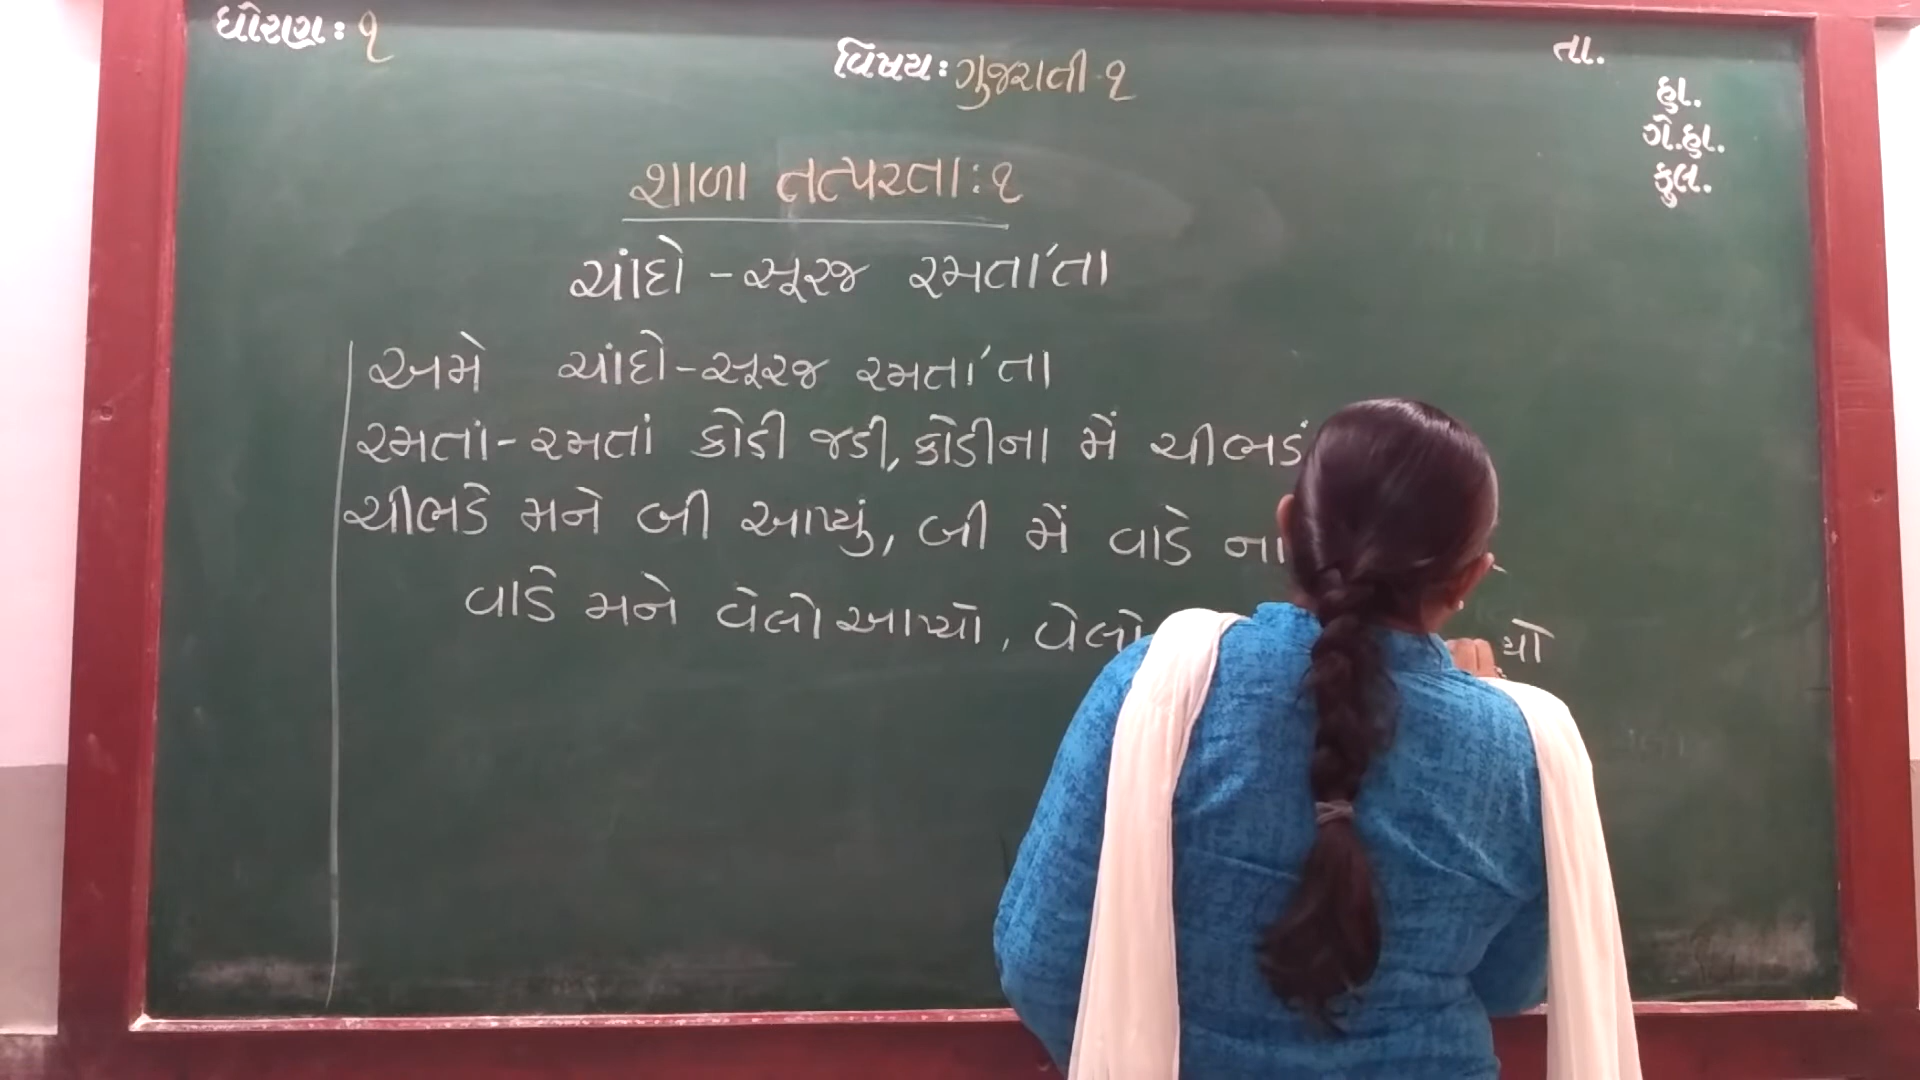 ધોરણ: ૧
વિષય: ગુજરાતી-૧
તા.
હા.
ગે.હા.
કુલ.
શાળા તત્પરતા: ૧
ચાંદો - સૂરજ રમતા'તા
અમે ચાંદો-સૂરજ રમતા'તા
રમતાં-રમતાં કોડી જડી, કોડીના મેં ચીભડાં
ચીભડે મને બી આપ્યું, બી મેં વાડે
વાડે મને વેલો આપ્યો, વેલો